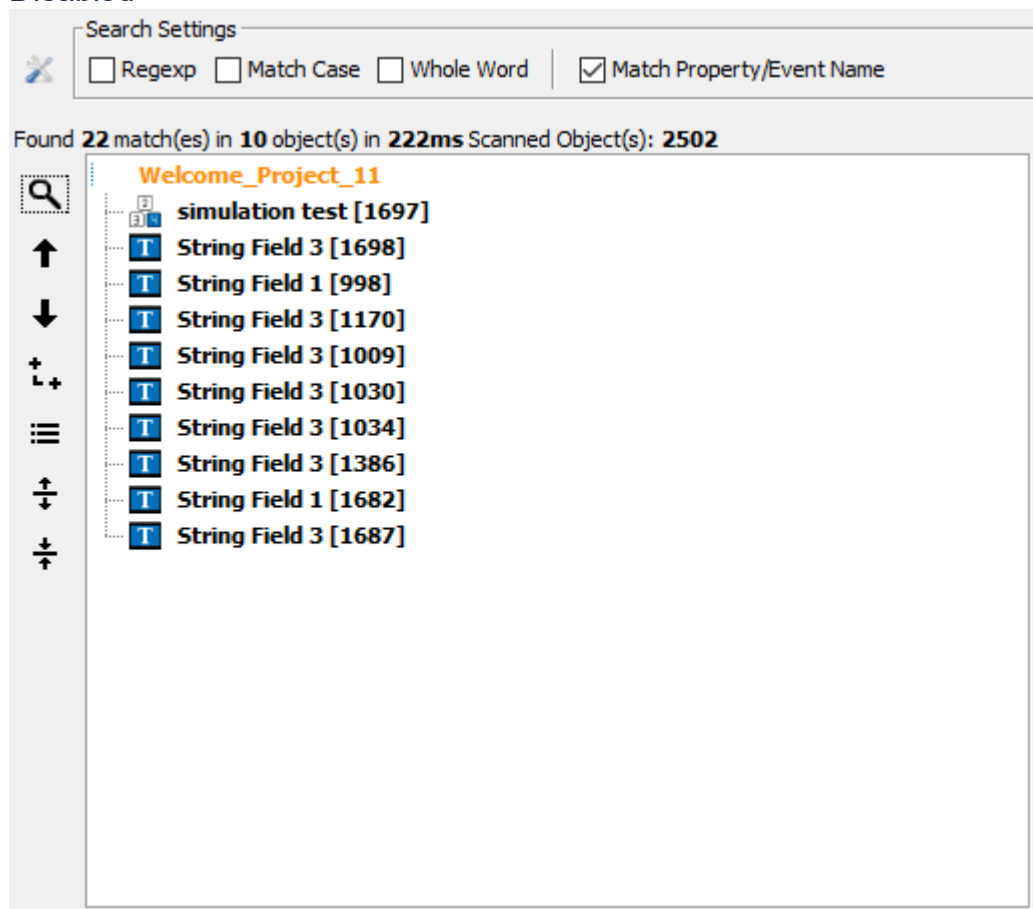 Disabled
Search Settings
Regexp Match Case Whole Word Match Property/Event Name
Found 22 match(es) in 10 object(s) in 222ms Scanned Object(s): 2502
Welcome_Project_11
simulation test [1697]
T String Field 3 [1698]
T String Field 1 [998]
T String Field 3 [1170]
T String Field 3 [1009]
T String Field 3 [1030]
T String Field 3 [1034]
T String Field 3 [1386]
T String Field 1 [1682]
T String Field 3 [1687]